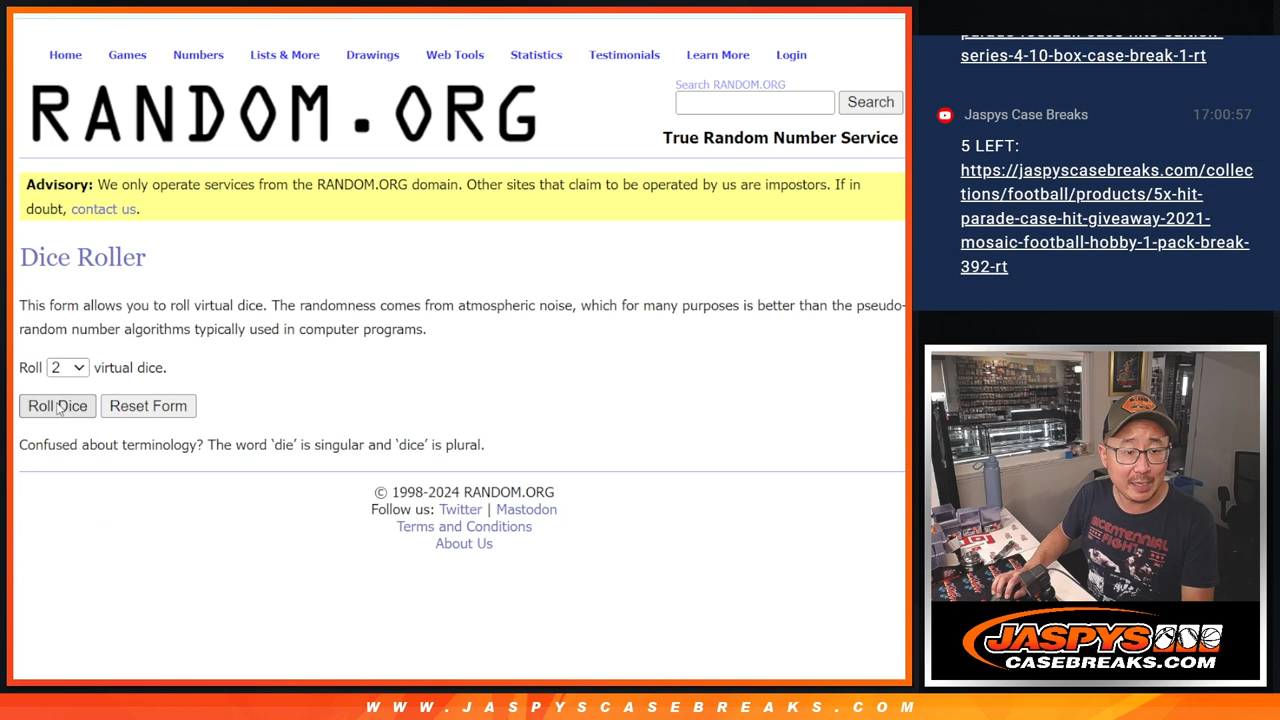 Home Games Numbers Lists & More Drawings Web Tools Statistics Testimonials Learn More Login
RANDOM.ORG
Search RANDOM.ORG
Search
True Random Number Service
Advisory: We only operate services from the RANDOM.ORG domain. Other sites that claim to be operated by us are impostors. If in
doubt, contact us.
Dice Roller
This form allows you to roll virtual dice. The randomness comes from atmospheric noise, which for many purposes is better than the pseudo-
random number algorithms typically used in computer programs.
Roll 2 virtual dice.
Roll Dice Reset Form
Confused about terminology? The word ‘die’ is singular and ‘dice’ is plural.
© 1998-2024 RANDOM.ORG
Follow us: Twitter | Mastodon
Terms and Conditions
About Us
parade-football-case-hits-edition-
series-4-10-box-case-break-1-rt
Jaspys Case Breaks 17:00:57
5 LEFT:
https://jaspyscasebreaks.com/collec
tions/football/products/5x-hit-
parade-case-hit-giveaway-2021-
mosaic-football-hobby-1-pack-break-
392-rt
BICENTENNIAL
FIGHT
JASPYS
CASEBREAKS.COM
WWW.JASPYSCASEBREAKS.COM